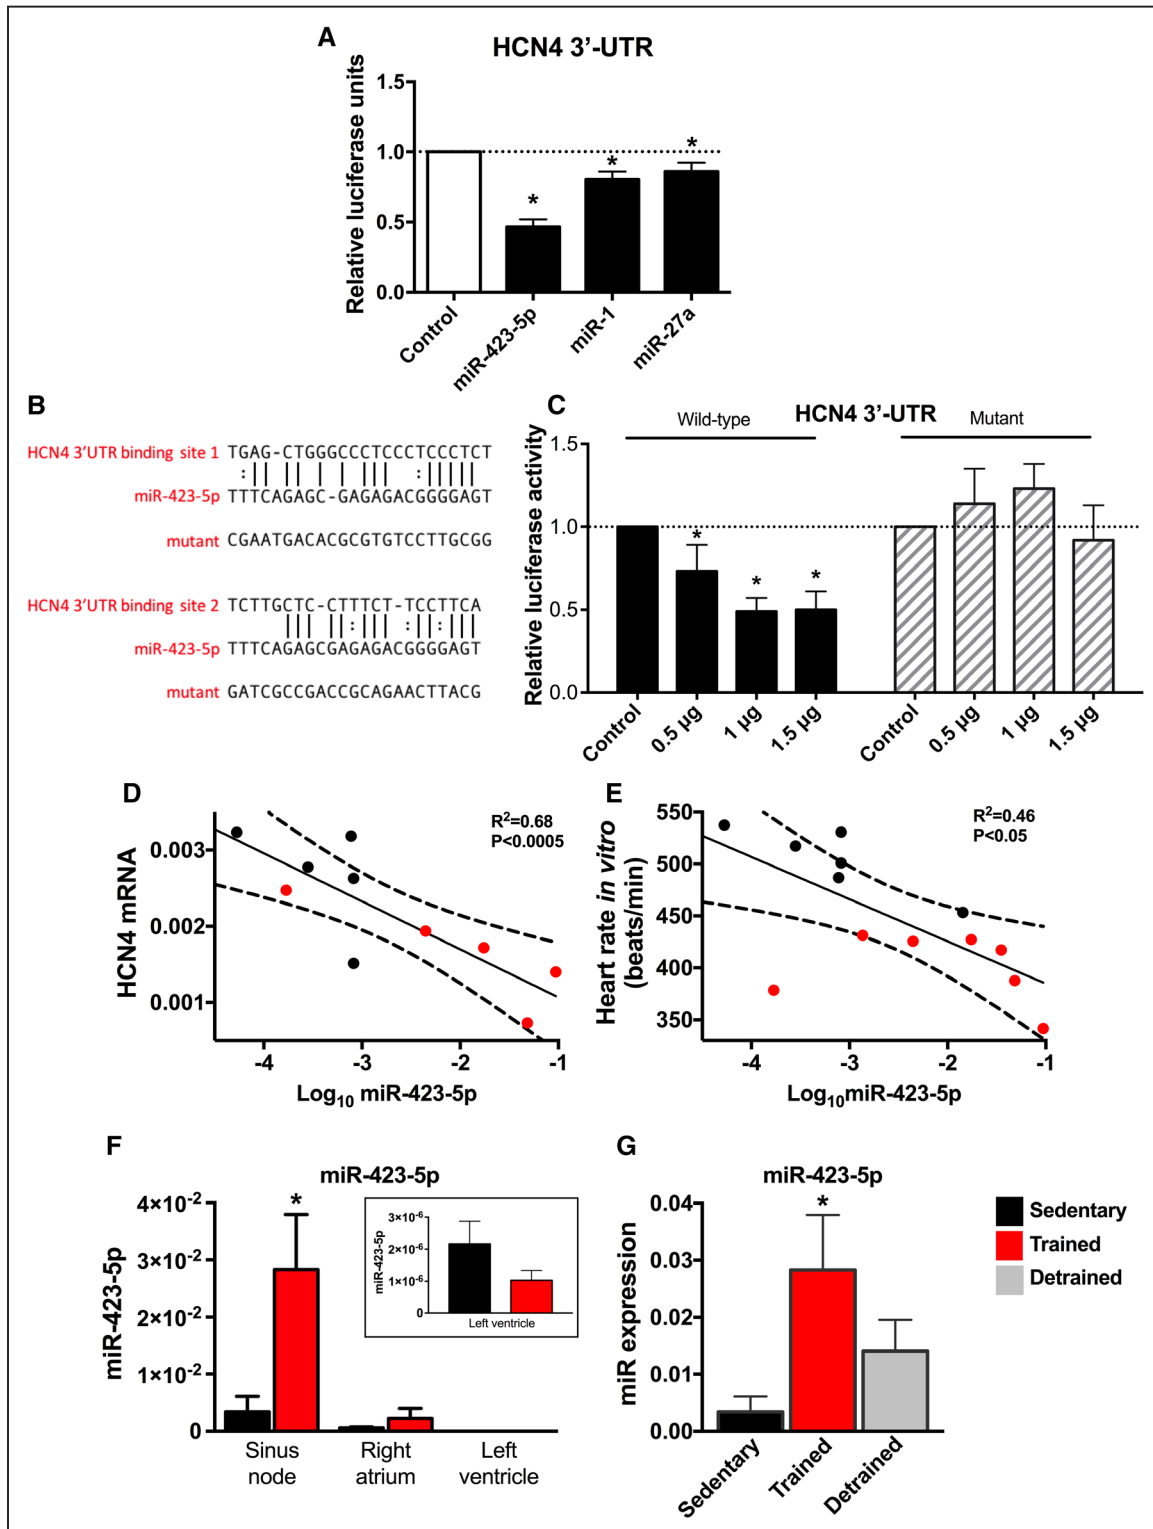 A
HCN4 3'-UTR
Relative luciferase units
1.5
1.0
0.5
0.0
*
*
*
Control
miR-423-5p
miR-1
miR-27a
B
HCN4 3'UTR binding site 1 TGAG-CTGGGCCCTCCCTCCCTCT
miR-423-5p TTTCAGAGC-GAGAGACGGGGAGT
mutant CGAATGACACGCGTGTCCTTGCGG
HCN4 3'UTR binding site 2 TCTTGCTC-CTTTCT-TCCTTCA
miR-423-5p TTTCAGAGCGAGAGACGGGGAGT
mutant GATCGCCGACCGCAGAACTTACG
C
HCN4 3'-UTR
Wild-type
Mutant
Relative luciferase activity
1.5
1.0
0.5
0.0
*
*
*
Control
0.5 µg
1 µg
1.5 µg
Control
0.5 µg
1 µg
1.5 µg
D
HCN4 mRNA
0.003
0.002
0.001
R2=0.68
P<0.0005
-4 -3 -2 -1
Log10 miR-423-5p
E
Heart rate in vitro
(beats/min)
550
500
450
400
350
R2=0.46
P<0.05
-4 -3 -2 -1
Log10miR-423-5p
F
miR-423-5p
miR-423-5p
4×10-2
3×10-2
2×10-2
1×10-2
0
*
Sinus
node
Right
atrium
Left
ventricle
miR-423-5p
3×10-6
2×10-6
1×10-6
0
Left ventricle
G
miR-423-5p
miR expression
0.04
0.03
0.02
0.01
0.00
*
Sedentary
Trained
Detrained
Sedentary
Trained
Detrained